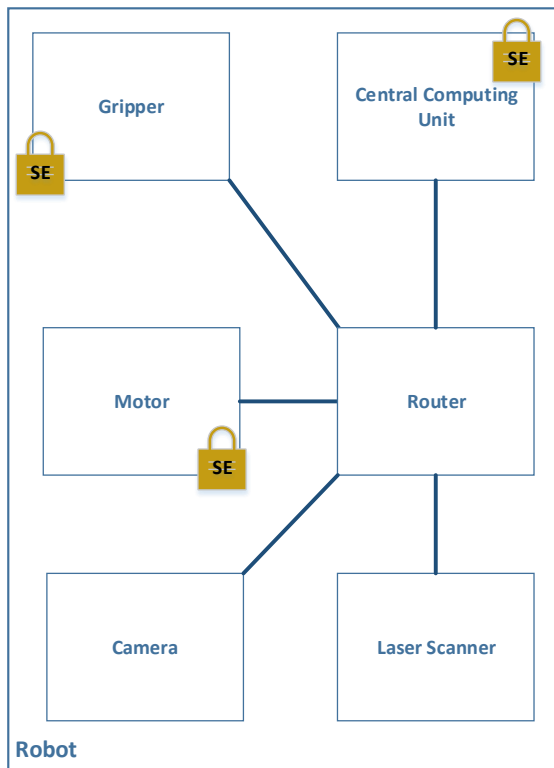 Gripper
SE
Central Computing
Unit
SE
Motor
SE
Router
Camera
Laser Scanner
Robot